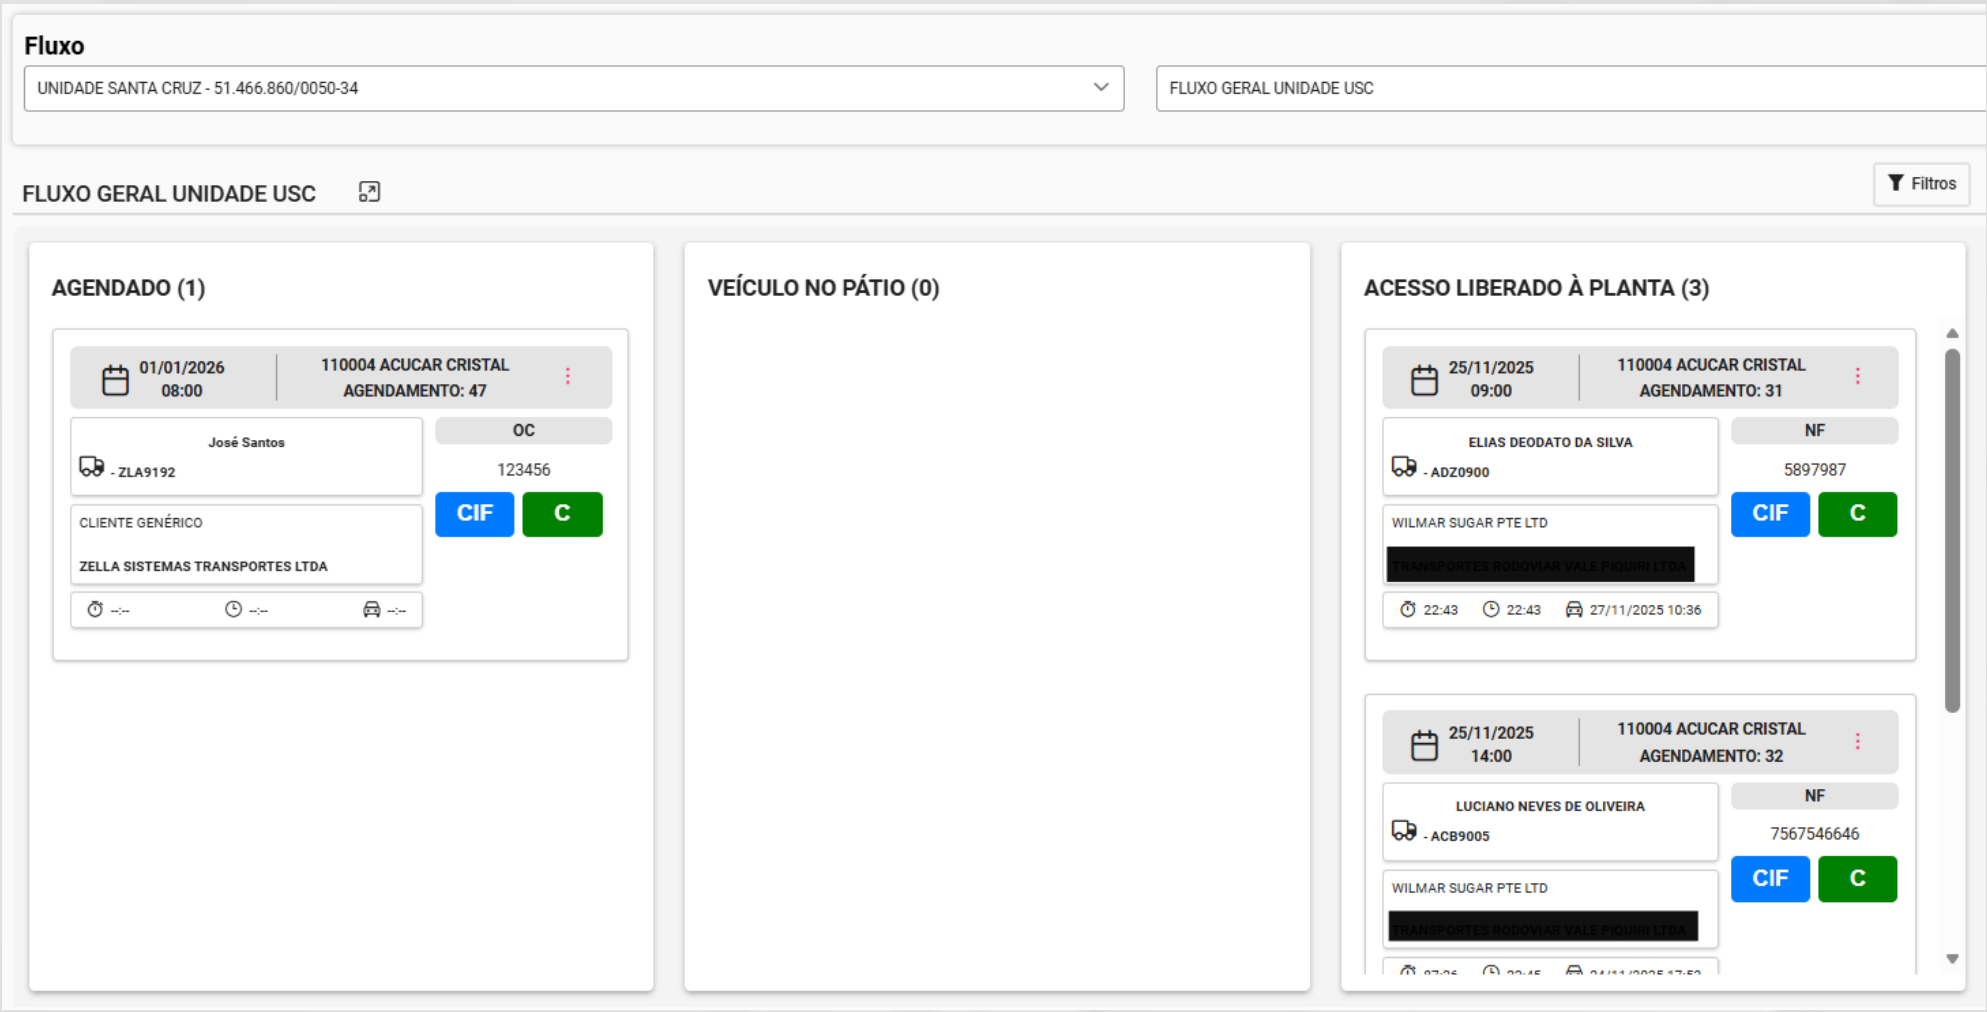 Fluxo
UNIDADE SANTA CRUZ - 51.466.860/0050-34
FLUXO GERAL UNIDADE USC
FLUXO GERAL UNIDADE USC
Filtros
AGENDADO (1)
01/01/2026
08:00
110004 ACUCAR CRISTAL
AGENDAMENTO: 47
José Santos
- ZLA9192
OC
123456
CIF
C
CLIENTE GENÉRICO
ZELLA SISTEMAS TRANSPORTES LTDA
--:-- --:-- --:--
VEÍCULO NO PÁTIO (0)
ACESSO LIBERADO À PLANTA (3)
25/11/2025
09:00
110004 ACUCAR CRISTAL
AGENDAMENTO: 31
ELIAS DEODATO DA SILVA
- ADZ0900
NF
5897987
CIF
C
WILMAR SUGAR PTE LTD
22:43 22:43 27/11/2025 10:36
25/11/2025
14:00
110004 ACUCAR CRISTAL
AGENDAMENTO: 32
LUCIANO NEVES DE OLIVEIRA
- ACB9005
NF
7567546646
CIF
C
WILMAR SUGAR PTE LTD